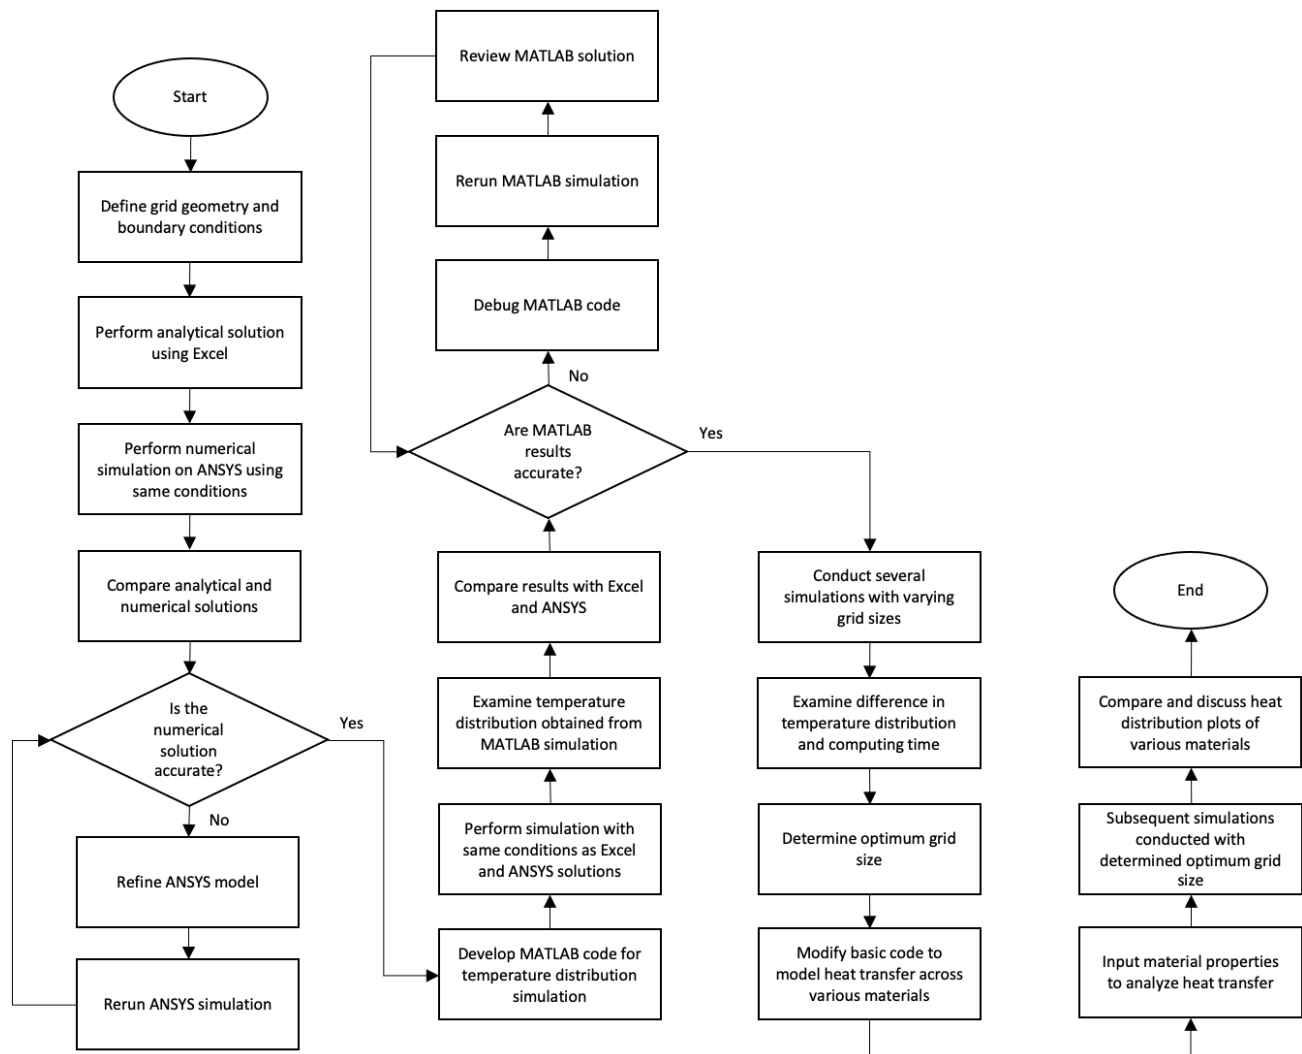 Start
Define grid geometry and
boundary conditions
Perform analytical solution
using Excel
Perform numerical
simulation on ANSYS using
same conditions
Compare analytical and
numerical solutions
Is the
numerical
solution
accurate?
Yes
No
Refine ANSYS model
Rerun ANSYS simulation
Develop MATLAB code for
temperature distribution
simulation
Perform simulation with
same conditions as Excel
and ANSYS solutions
Examine temperature
distribution obtained from
MATLAB simulation
Compare results with Excel
and ANSYS
Are MATLAB
results
accurate?
No
Debug MATLAB code
Rerun MATLAB simulation
Review MATLAB solution
Yes
Conduct several
simulations with varying
grid sizes
Examine difference in
temperature distribution
and computing time
Determine optimum grid
size
Modify basic code to
model heat transfer across
various materials
Input material properties
to analyze heat transfer
Subsequent simulations
conducted with
determined optimum grid
size
Compare and discuss heat
distribution plots of
various materials
End